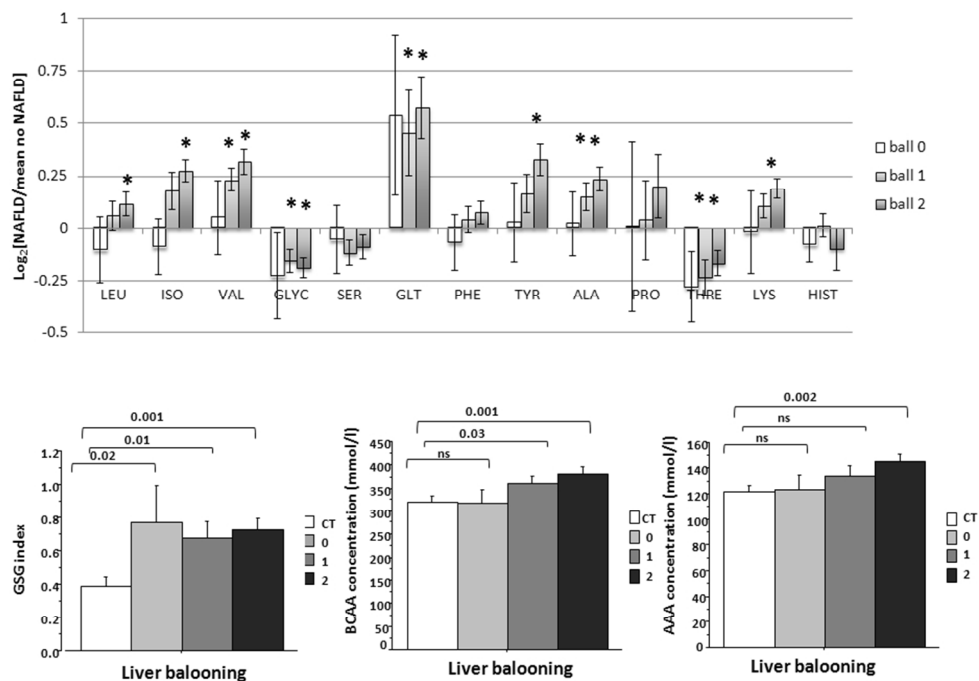 Log2[NAFLD/mean no NAFLD]
1
0.75
0.5
0.25
0
-0.25
-0.5
* * * * * * * * * * * * * *
LEU ISO VAL GLYC SER GLT PHE TYR ALA PRO THRE LYS HIST
ball 0
ball 1
ball 2
GSG index
1.2
1.0
0.8
0.6
0.4
0.2
0
0.001
0.01
0.02
CT
0
1
2
Liver balooning
BCAA concentration (mmol/l)
450
400
350
300
250
200
150
100
50
0
0.001
0.03
ns
CT
0
1
2
Liver balooning
AAA concentration (mmol/l)
160
140
120
100
80
60
40
20
0
0.002
ns
ns
CT
0
1
2
Liver balooning